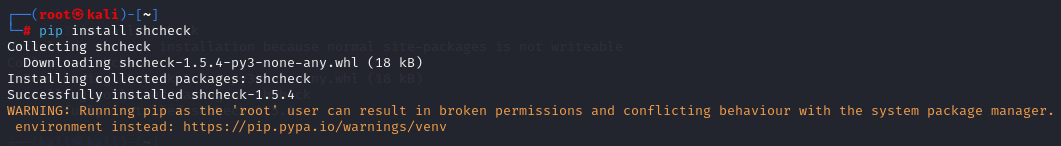 ┌──(root㉿kali)-[~]
└─# pip install shcheck
Collecting shcheck
  Downloading shcheck-1.5.4-py3-none-any.whl (18 kB)
Installing collected packages: shcheck
Successfully installed shcheck-1.5.4
WARNING: Running pip as the 'root' user can result in broken permissions and conflicting behaviour with the system package manager.
 environment instead: https://pip.pypa.io/warnings/venv